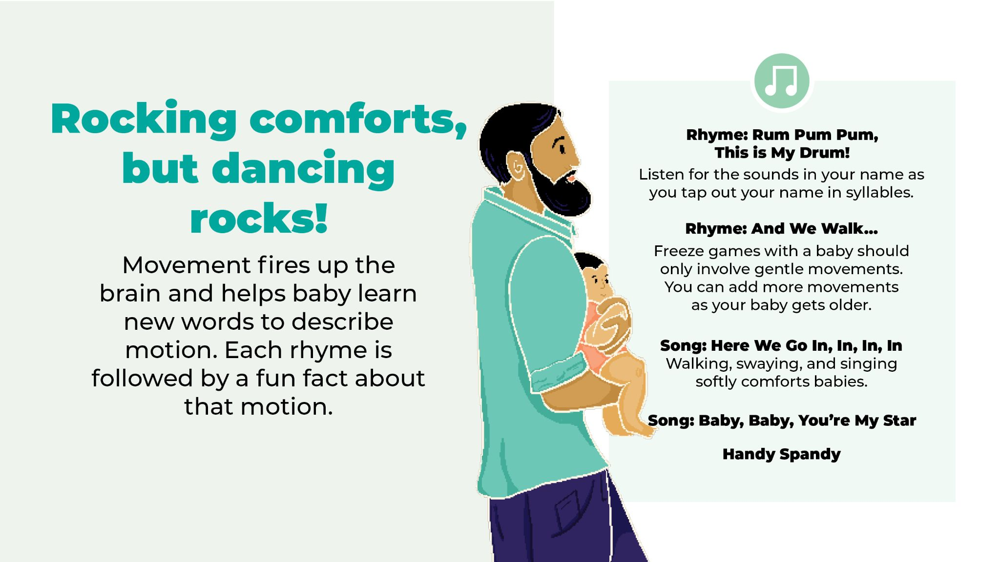 Rocking comforts,
but dancing
rocks!
Movement fires up the
brain and helps baby learn
new words to describe
motion. Each rhyme is
followed by a fun fact about
that motion.
Rhyme: Rum Pum Pum,
This is My Drum!
Listen for the sounds in your name as
you tap out your name in syllables.
Rhyme: And We Walk...
Freeze games with a baby should
only involve gentle movements.
You can add more movements
as your baby gets older.
Song: Here We Go In, In, In, In
Walking, swaying, and singing
softly comforts babies.
Song: Baby, Baby, You’re My Star
Handy Spandy